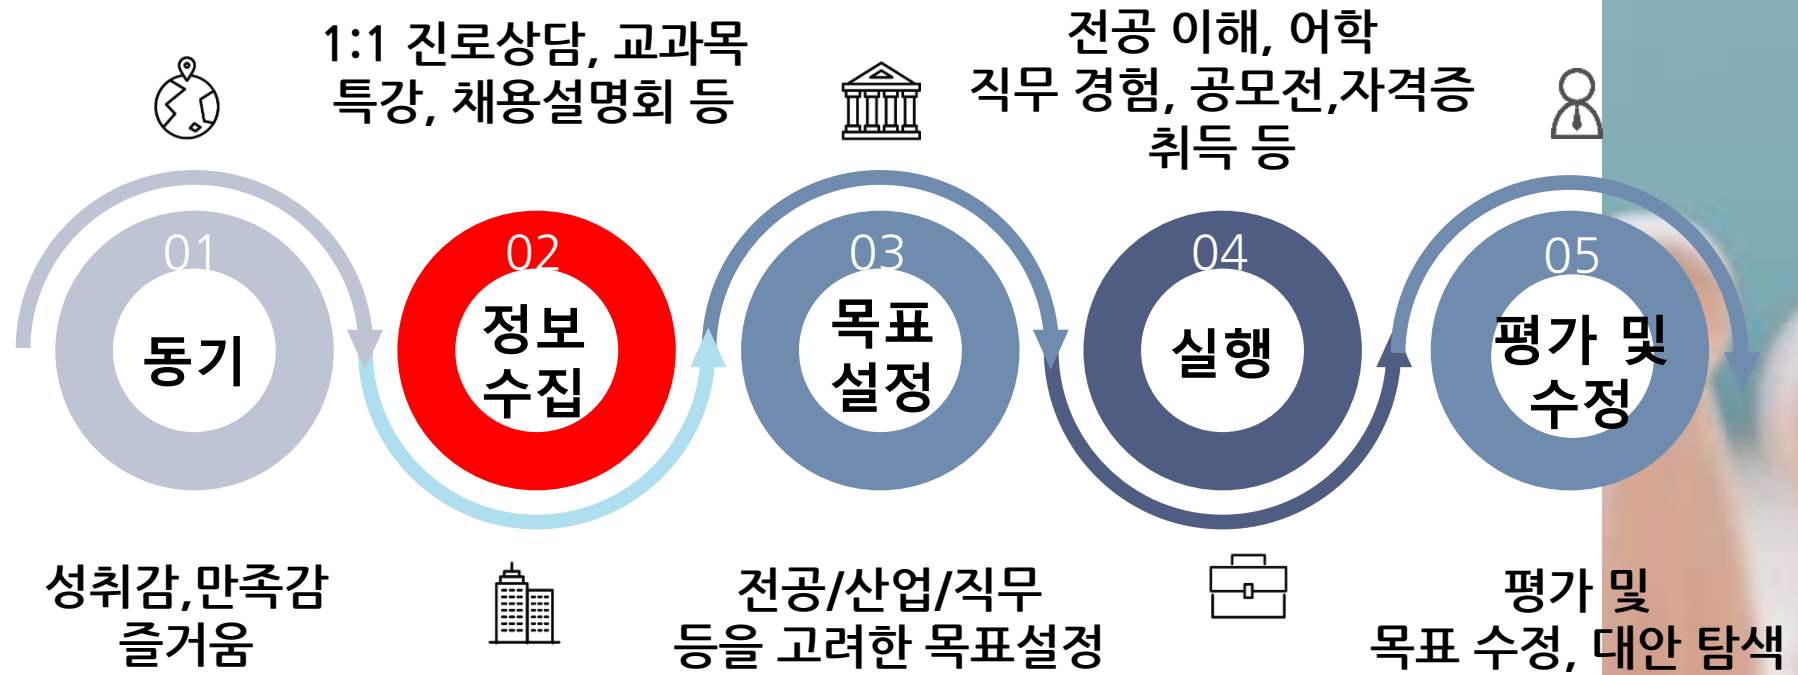 1:1 진로상담, 교과목
특강, 채용설명회 등
전공 이해, 어학
직무 경험, 공모전,자격증
취득 등
01
동기
02
정보
수집
03
목표
설정
04
실행
05
평가 및
수정
성취감,만족감
즐거움
전공/산업/직무
등을 고려한 목표설정
평가 및
목표 수정, 대안 탐색